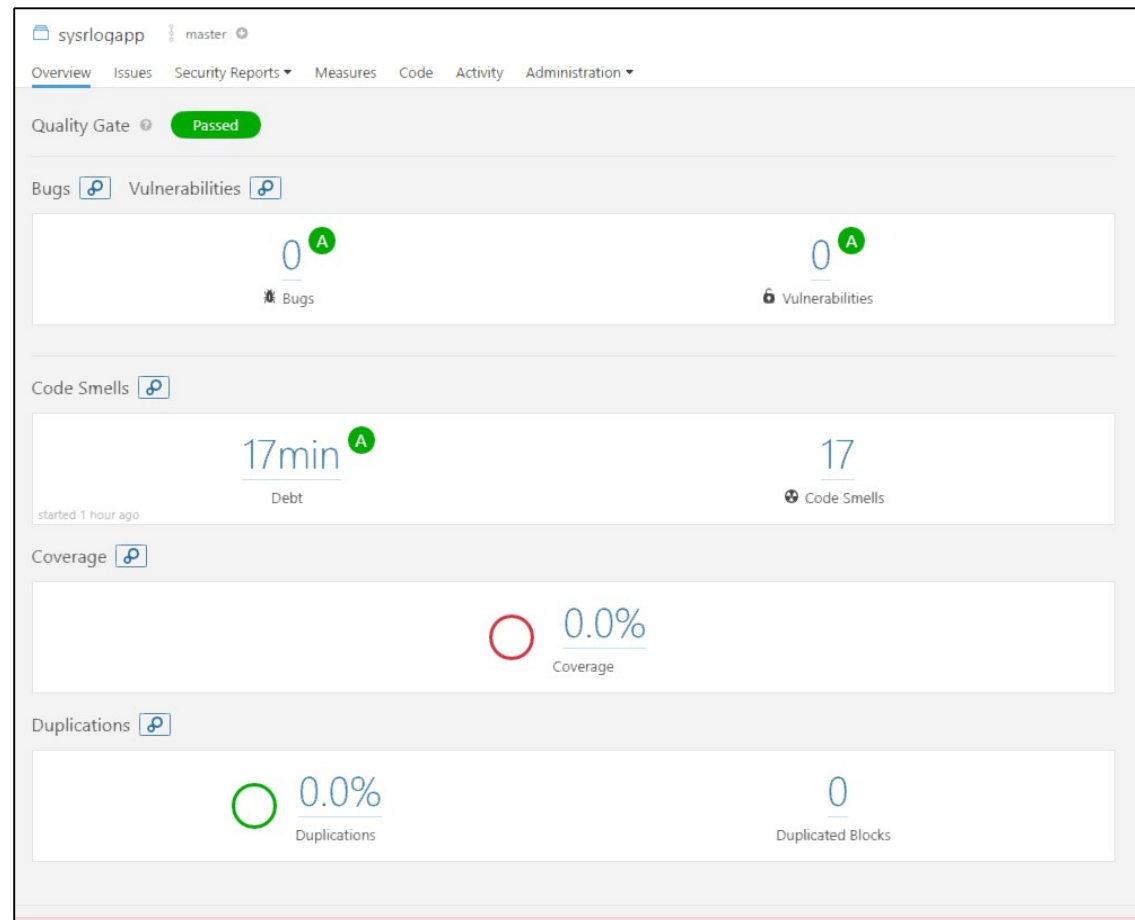 sysrlogapp master
Overview Issues Security Reports Measures Code Activity Administration
Quality Gate ? Passed
Bugs Vulnerabilities
0 A 0 A
Bugs Vulnerabilities
Code Smells
17min A 17
Debt Code Smells
started 1 hour ago
Coverage
0.0%
Coverage
Duplications
0.0% 0
Duplications Duplicated Blocks